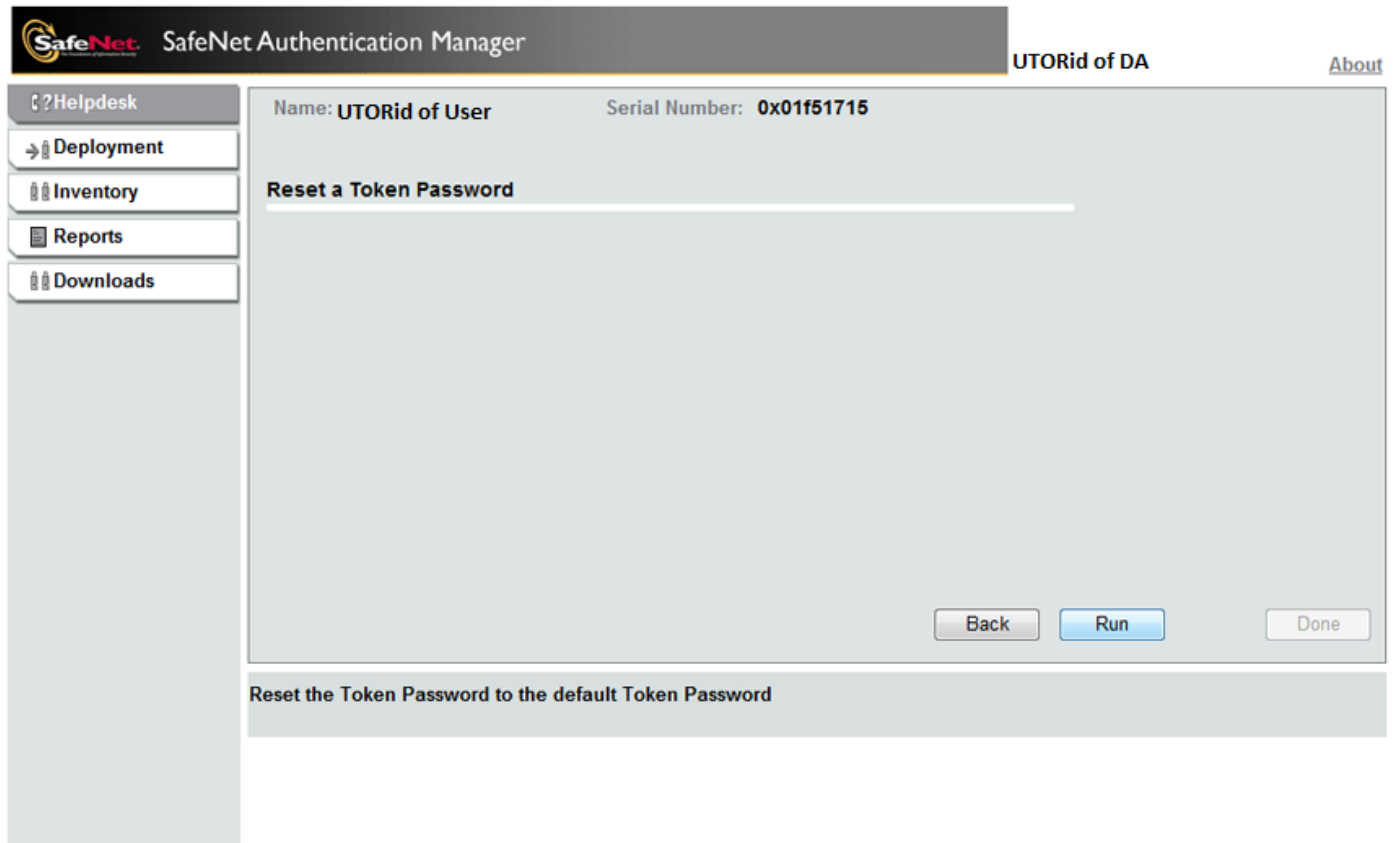 SafeNet. SafeNet Authentication Manager
UTORid of DA
About
Helpdesk
Name: UTORid of User Serial Number: 0x01f51715
Deployment
Inventory
Reset a Token Password
Reports
Downloads
Back Run Done
Reset the Token Password to the default Token Password